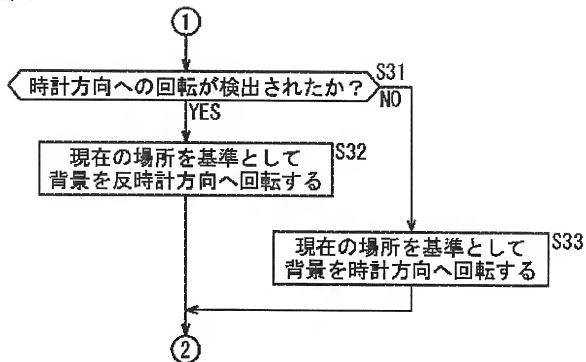 ①
時計方向への回転が検出されたか？
S31
YES
NO
現在の場所を基準として
背景を反時計方向へ回転する
S32
現在の場所を基準として
背景を時計方向へ回転する
S33
②